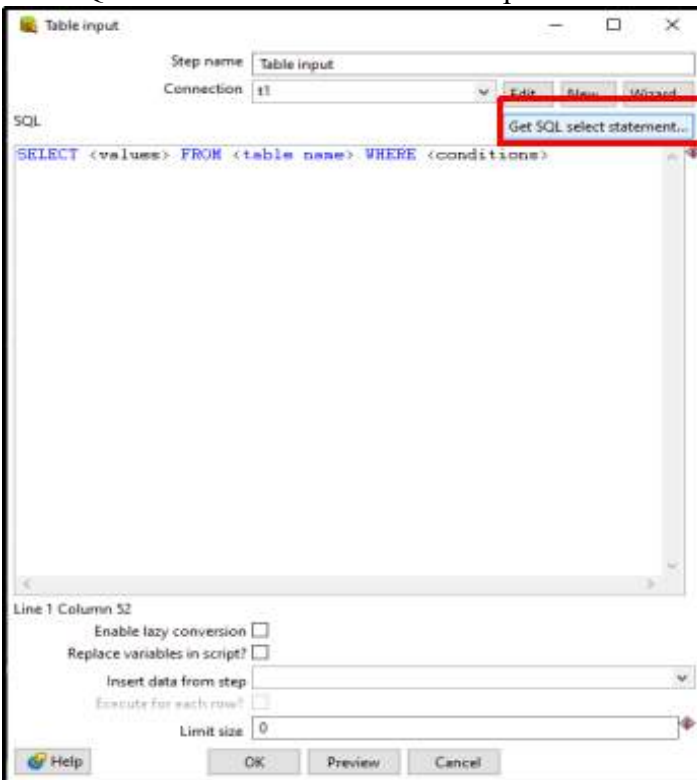 Table input
Step name Table input
Connection t1 Edit... New... Wizard...
SQL Get SQL select statement...
SELECT <values> FROM <table name> WHERE <conditions>
Line 1 Column 52
Enable lazy conversion
Replace variables in script?
Insert data from step
Execute for each row?
Limit size 0
Help OK Preview Cancel